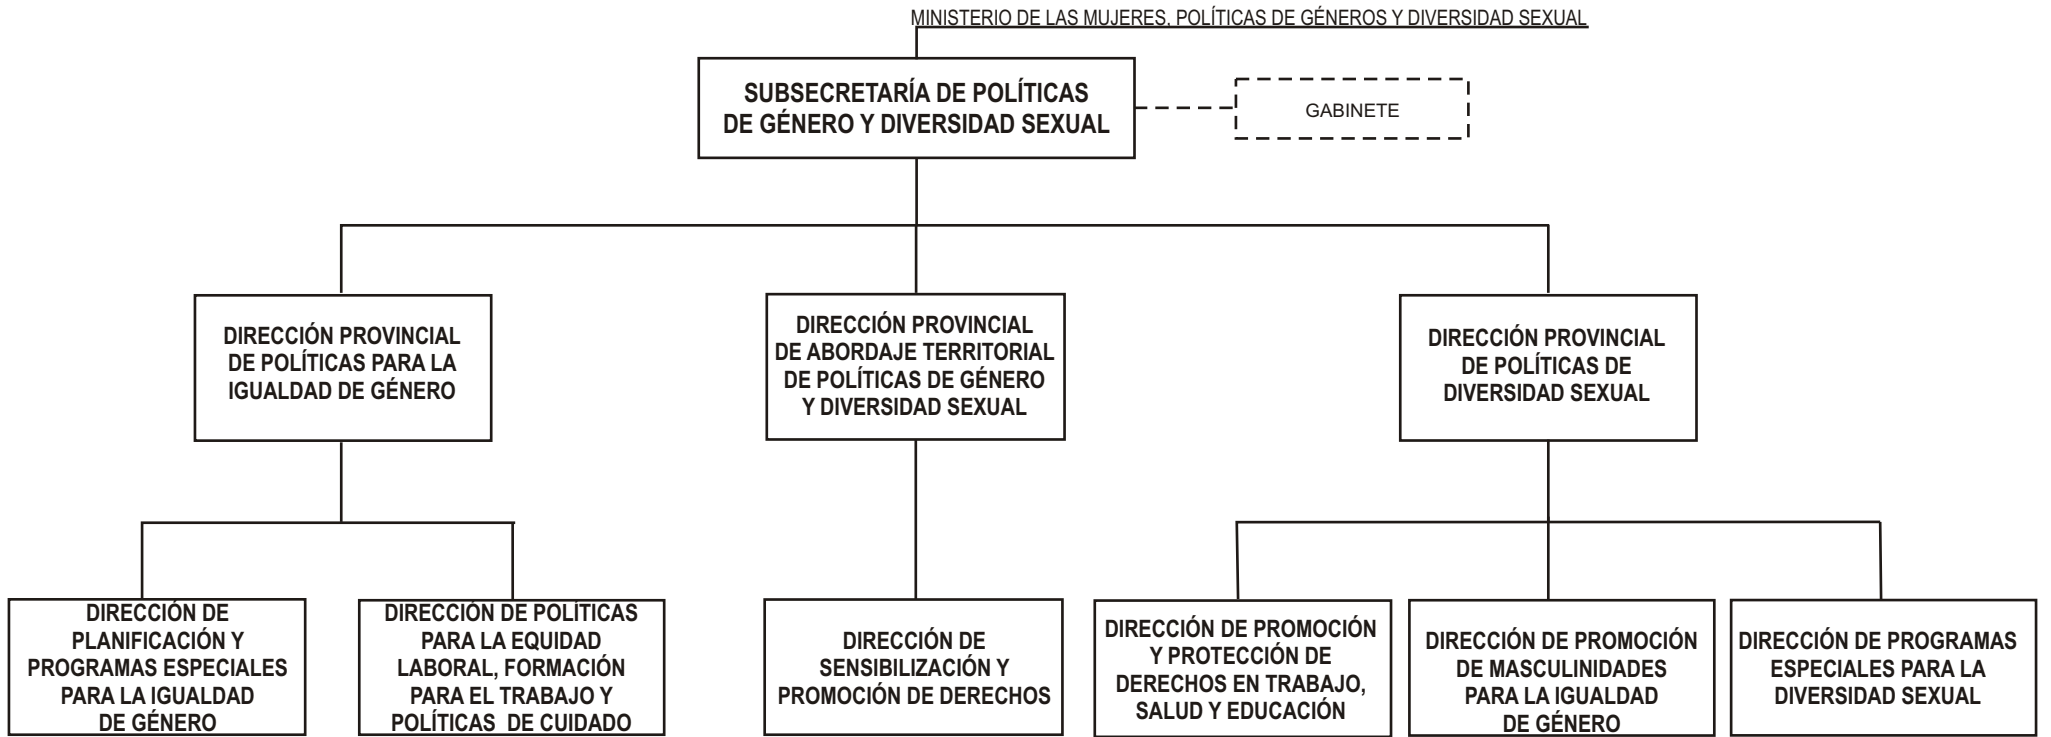 MINISTERIO DE LAS MUJERES, POLÍTICAS DE GÉNEROS Y DIVERSIDAD SEXUAL
SUBSECRETARÍA DE POLÍTICAS
DE GÉNERO Y DIVERSIDAD SEXUAL
GABINETE
DIRECCIÓN PROVINCIAL
DE POLÍTICAS PARA LA
IGUALDAD DE GÉNERO
DIRECCIÓN PROVINCIAL
DE ABORDAJE TERRITORIAL
DE POLÍTICAS DE GÉNERO
Y DIVERSIDAD SEXUAL
DIRECCIÓN PROVINCIAL
DE POLÍTICAS DE
DIVERSIDAD SEXUAL
DIRECCIÓN DE
PLANIFICACIÓN Y
PROGRAMAS ESPECIALES
PARA LA IGUALDAD
DE GÉNERO
DIRECCIÓN DE POLÍTICAS
PARA LA EQUIDAD
LABORAL, FORMACIÓN
PARA EL TRABAJO Y
POLÍTICAS DE CUIDADO
DIRECCIÓN DE
SENSIBILIZACIÓN Y
PROMOCIÓN DE DERECHOS
DIRECCIÓN DE PROMOCIÓN
Y PROTECCIÓN DE
DERECHOS EN TRABAJO,
SALUD Y EDUCACIÓN
DIRECCIÓN DE PROMOCIÓN
DE MASCULINIDADES
PARA LA IGUALDAD
DE GÉNERO
DIRECCIÓN DE PROGRAMAS
ESPECIALES PARA LA
DIVERSIDAD SEXUAL